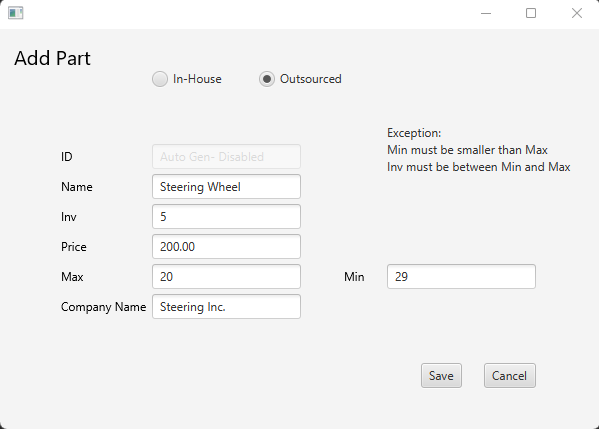 Add Part
In-House Outsourced
Exception:
Min must be smaller than Max
Inv must be between Min and Max
ID Auto Gen- Disabled
Name Steering Wheel
Inv 5
Price 200.00
Max 20 Min 29
Company Name Steering Inc.
Save Cancel